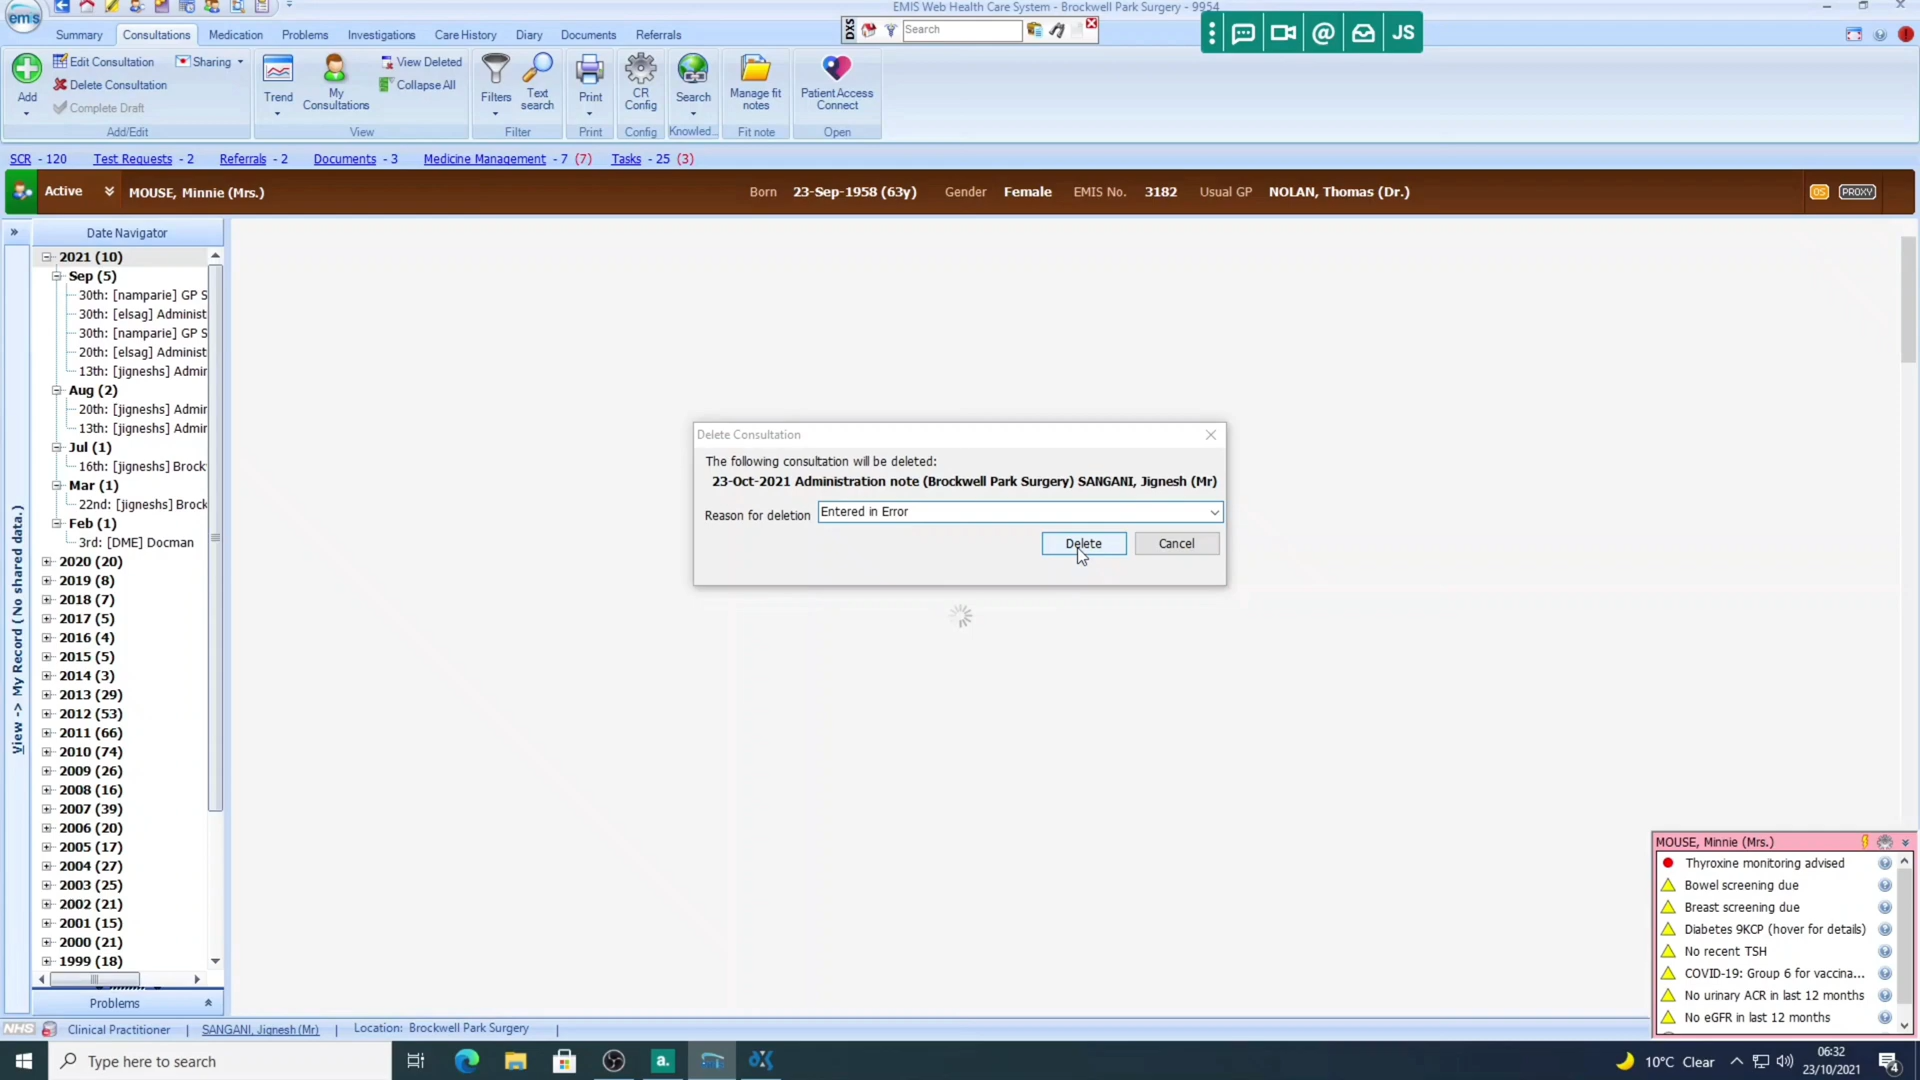 EMIS Web Health Care System - Brockwell Park Surgery - 9954
emis
Summary Consultations Medication Problems Investigations Care History Diary Documents Referrals
DXS Search
JS
Add
Edit Consultation
Delete Consultation
Complete Draft
Sharing
Add/Edit
Trend
My Consultations
View Deleted
Collapse All
View
Filters
Text search
Filter
Print
Print
CR Config
Config
Search
Knowled...
Manage fit notes
Fit note
PatientAccess Connect
Open
SCR - 120 Test Requests - 2 Referrals - 2 Documents - 3 Medicine Management - 7 (7) Tasks - 25 (3)
Active MOUSE, Minnie (Mrs.) Born 23-Sep-1958 (63y) Gender Female EMIS No. 3182 Usual GP NOLAN, Thomas (Dr.) OS PROXY
View -> My Record (No shared data.)
Date Navigator
2021 (10)
Sep (5)
30th: [namparie] GP S
30th: [elsag] Administ
30th: [namparie] GP S
20th: [elsag] Administ
13th: [jigneshs] Admir
Aug (2)
20th: [jigneshs] Admir
13th: [jigneshs] Admir
Jul (1)
16th: [jigneshs] Brock
Mar (1)
22nd: [jigneshs] Brock
Feb (1)
3rd: [DME] Docman
2020 (20)
2019 (8)
2018 (7)
2017 (5)
2016 (4)
2015 (5)
2014 (3)
2013 (29)
2012 (53)
2011 (66)
2010 (74)
2009 (26)
2008 (16)
2007 (39)
2006 (20)
2005 (17)
2004 (27)
2003 (25)
2002 (21)
2001 (15)
2000 (21)
1999 (18)
Problems
Delete Consultation
The following consultation will be deleted:
23-Oct-2021 Administration note (Brockwell Park Surgery) SANGANI, Jignesh (Mr)
Reason for deletion Entered in Error
Delete Cancel
MOUSE, Minnie (Mrs.)
Thyroxine monitoring advised
Bowel screening due
Breast screening due
Diabetes 9KCP (hover for details)
No recent TSH
COVID-19: Group 6 for vaccina...
No urinary ACR in last 12 months
No eGFR in last 12 months
NHS Clinical Practitioner | SANGANI, Jignesh (Mr) | Location: Brockwell Park Surgery |
Type here to search
a.
10°C Clear
06:32
23/10/2021
4